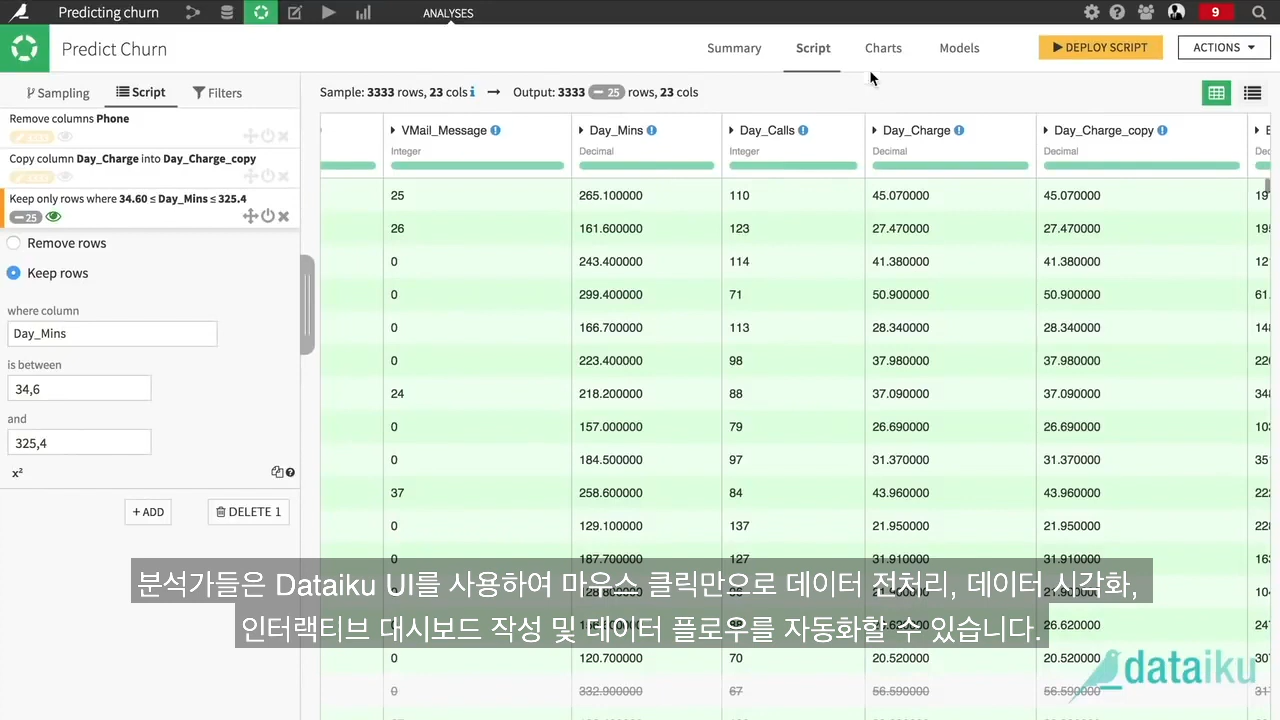 Predicting churn
ANALYSES
9
Predict Churn
Summary
Script
Charts
Models
DEPLOY SCRIPT
ACTIONS
Sampling
Script
Filters
Sample: 3333 rows, 23 cols i → Output: 3333 − 25 rows, 23 cols
Remove columns Phone
3333
Copy column Day_Charge into Day_Charge_copy
3333
Keep only rows where 34.60 ≤ Day_Mins ≤ 325.4
− 25
Remove rows
Keep rows
where column
Day_Mins
is between
34,6
and
325,4
x²
+ ADD
DELETE 1
VMail_Message Day_Mins Day_Calls Day_Charge Day_Charge_copy
Integer Decimal Integer Decimal Decimal
25 265.100000 110 45.070000 45.070000
26 161.600000 123 27.470000 27.470000
0 243.400000 114 41.380000 41.380000
0 299.400000 71 50.900000 50.900000
0 166.700000 113 28.340000 28.340000
0 223.400000 98 37.980000 37.980000
24 218.200000 88 37.090000 37.090000
0 157.000000 79 26.690000 26.690000
0 184.500000 97 31.370000 31.370000
37 258.600000 84 43.960000 43.960000
0 129.100000 137 21.950000 21.950000
0 187.700000 127 31.910000 31.910000
분석가들은 Dataiku UI를 사용하여 마우스 클릭만으로 데이터 전처리, 데이터 시각화,
인터랙티브 대시보드 작성 및 데이터 플로우를 자동화할 수 있습니다.
0 120.700000 70 20.520000 20.520000
0 332.900000 67 56.590000 56.590000
dataiku